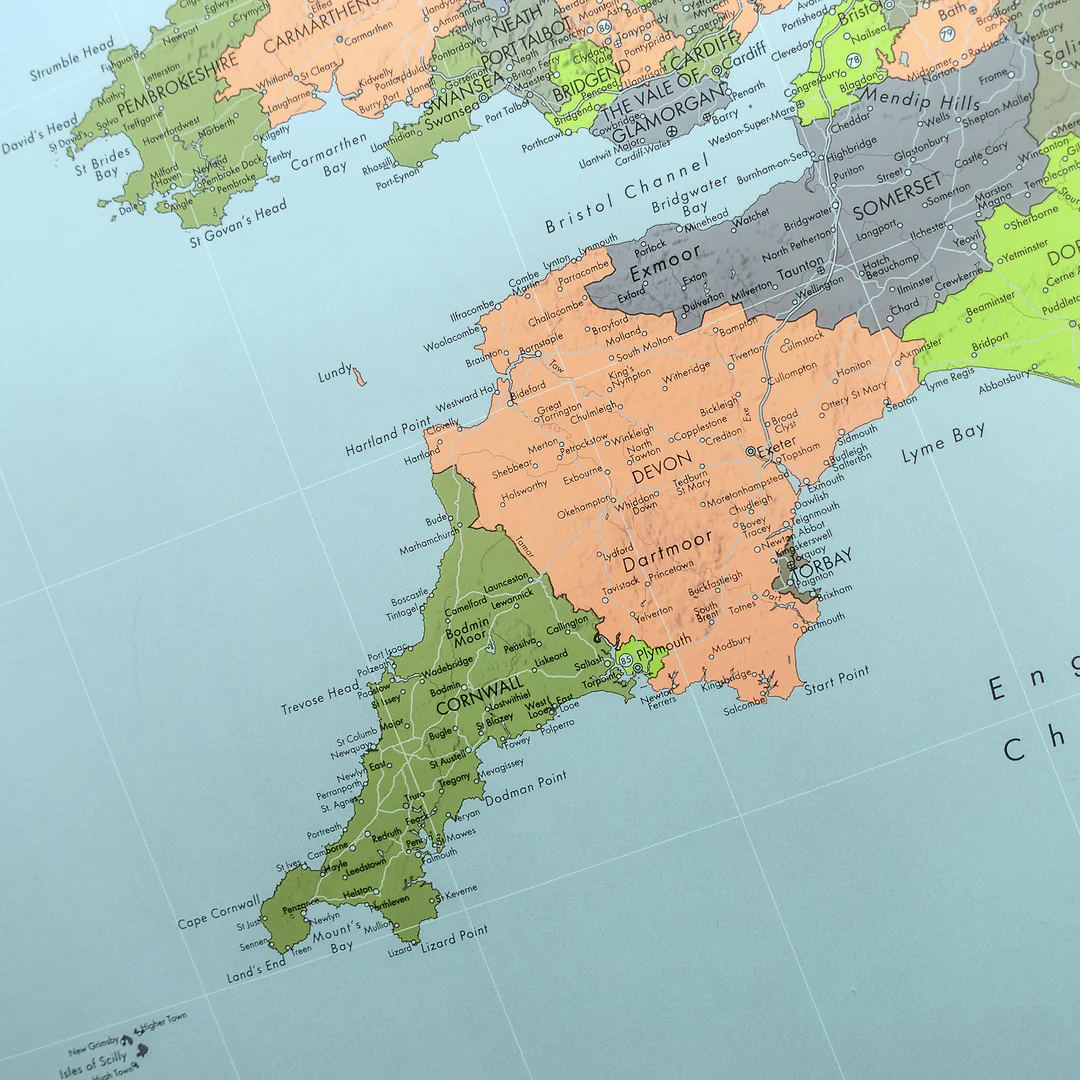 Crymych
Newport
Strumble Head
Fishguard
PEMBROKESHIRE
Mathry
Solva
Trefgarn
Haverfordwest
Narberth
David's Head
St Brides
Bay
Milford
Haven
Neyland
Pembroke Dock
Pembroke
Angle
Tenby
St Govan's Head
CARMARTHENS
Carmarthen
Whitland
St Clears
Laugharne
Kidwelly
Pontyates
Burry Port
Carmarthen
Bay
Pontardawe
SWANSEA
Swansea
Llanmadoc
Rhossili
Port-Eynon
NEATH
PORT TALBOT
Port Talbot
Maesteg
BRIDGEND
Bridgend
Pencoed
Porthcawl
86
Pontypridd
Llantrisant
CARDIFF
Cardiff
THE VALE OF
GLAMORGAN
Cowbridge
Llantwit Major
Cardiff-Wales
Barry
Penarth
Portishead
Clevedon
Bristol
Nailsea
78
Congresbury
Blagdon
Weston-Super-Mare
Bath
79
Radstock
Midsomer
Norton
Westbury
Frome
Mendip Hills
Cheddar
Wells
Shepton Mallet
Burnham-on-Sea
Highbridge
Glastonbury
Castle Cary
Puriton
Street
Bristol Channel
Bridgwater
Bay
Minehead
Watchet
Bridgwater
SOMERSET
Somerton
Marston
Magna
Langport
Ilchester
Yeovil
North Petherton
Sherborne
Yetminster
Porlock
Exmoor
Exton
Exford
Dulverton
Milverton
Taunton
Wellington
Hatch
Beauchamp
Ilminster
Crewkerne
Chard
Beaminster
Bridport
Puddleto
Cerne
Lynmouth
Lynton
Combe
Martin
Parracombe
Ilfracombe
Challacombe
Woolacombe
Braunton
Barnstaple
Brayford
Molland
Bampton
South Molton
Tiverton
Culmstock
Axminster
Lyme Regis
Abbotsbury
Lundy
Westward Ho!
Bideford
Taw
King's
Nympton
Witheridge
Cullompton
Honiton
Ottery St Mary
Seaton
Lyme Bay
Hartland Point
Clovelly
Hartland
Great
Torrington
Chulmleigh
Bickleigh
Exe
Broad
Clyst
Merton
Petrockstow
Winkleigh
North
Tawton
Copplestone
Crediton
Exeter
Topsham
Sidmouth
Budleigh
Salterton
Exmouth
Shebbear
Exbourne
DEVON
Tedburn
St Mary
Holsworthy
Okehampton
Whiddon
Down
Moretonhampstead
Chudleigh
Dawlish
Teignmouth
Bude
Marhamchurch
Tamar
Lydford
Dartmoor
Bovey
Tracey
Newton Abbot
Kingskerswell
Torquay
TORBAY
Paignton
Brixham
Tavistock
Princetown
Buckfastleigh
Dart
Boscastle
Tintagel
Launceston
Camelford
Lewannick
Bodmin
Moor
Callington
Yelverton
South
Brent
Totnes
Dartmouth
Port Isaac
Polzeath
Wadebridge
Pensilva
Liskeard
Saltash
85
Plymouth
Modbury
Trevose Head
Padstow
St Issey
Bodmin
CORNWALL
Lostwithiel
Torpoint
Newton
Ferrers
Kingsbridge
Salcombe
Start Point
St Columb Major
Newquay
Bugle
St Blazey
West
Looe
East
Looe
Polperro
Fowey
Newlyn East
Perranporth
St. Agnes
St Austell
Mevagissey
Tregony
Dodman Point
Truro
Veryan
Portreath
Redruth
St Mawes
Camborne
Falmouth
St Ives
Hayle
Leedstown
Cape Cornwall
St Just
Penzance
Helston
Porthleven
St Keverne
Newlyn
Sennen
Treen
Mount's
Bay
Mullion
Lizard
Lizard Point
Land's End
New Grimsby
Higher Town
Isles of Scilly
Hugh Town